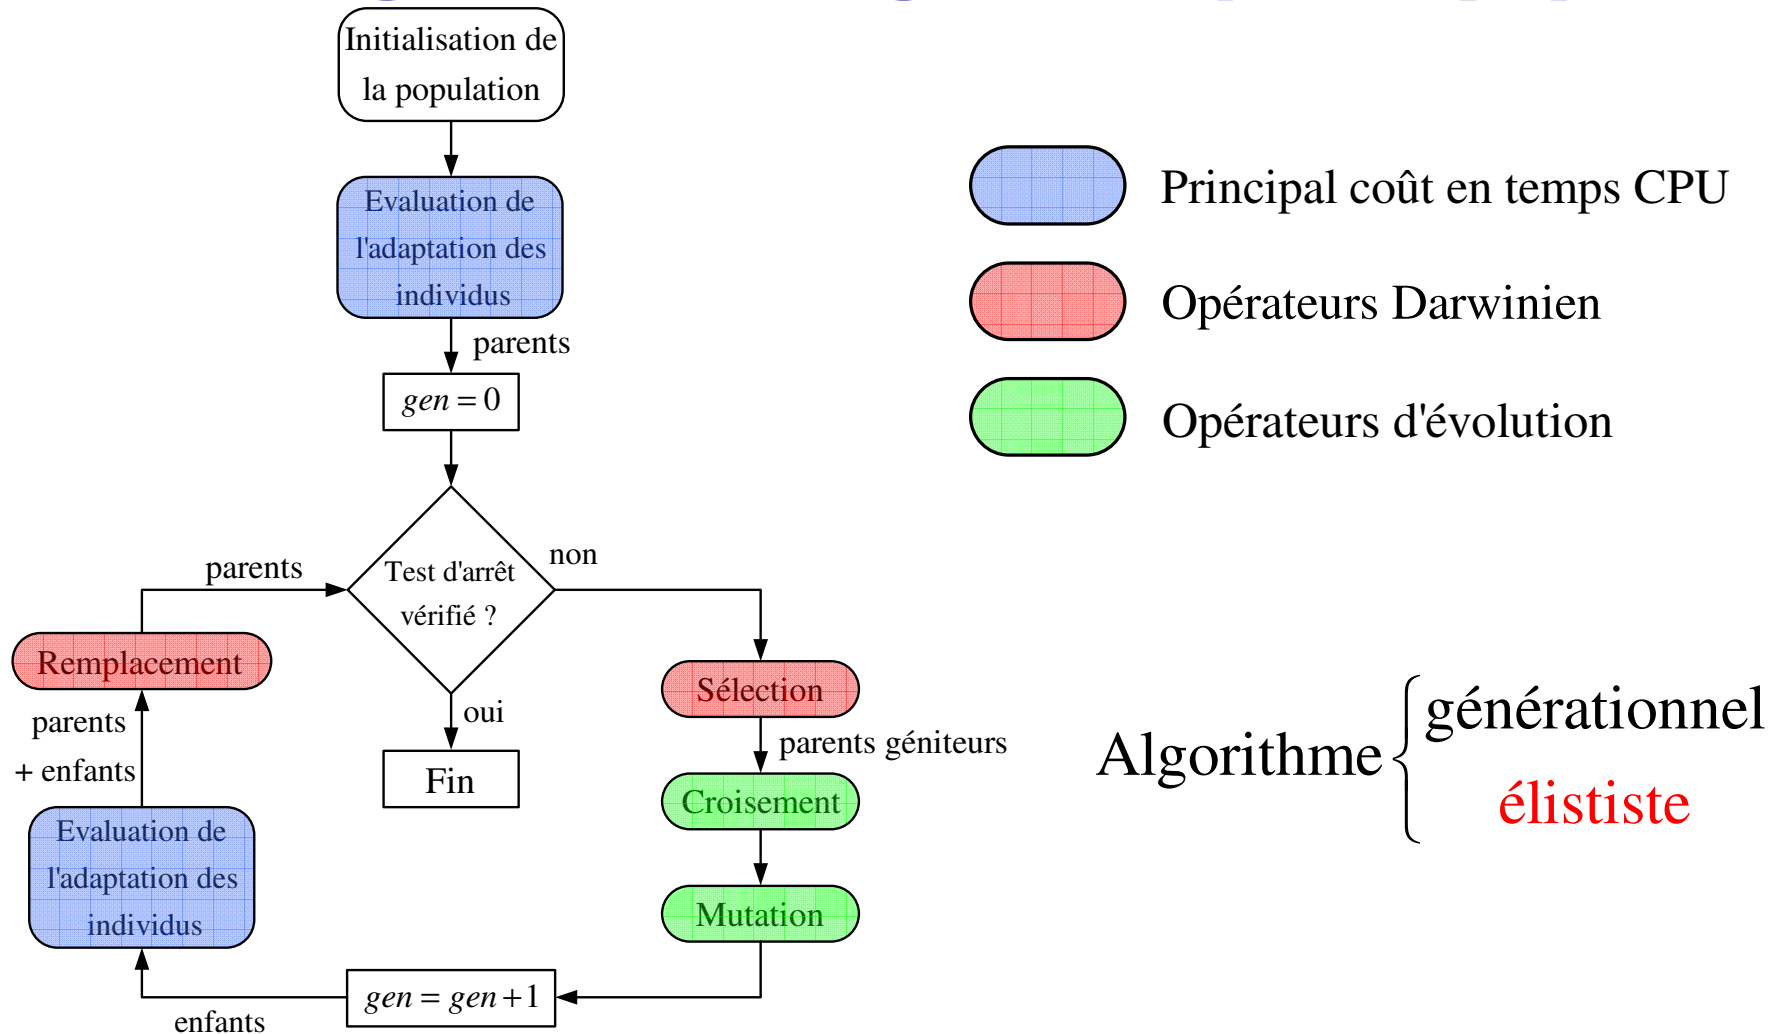 Initialisation de
la population
Evaluation de
l'adaptation des
individus
parents
gen = 0
Test d'arrêt
vérifié ?
non
oui
Fin
Sélection
parents géniteurs
Croisement
Mutation
gen = gen + 1
enfants
Evaluation de
l'adaptation des
individus
parents
+ enfants
Remplacement
parents
Principal coût en temps CPU
Opérateurs Darwinien
Opérateurs d'évolution
Algorithme
générationnel
élististe